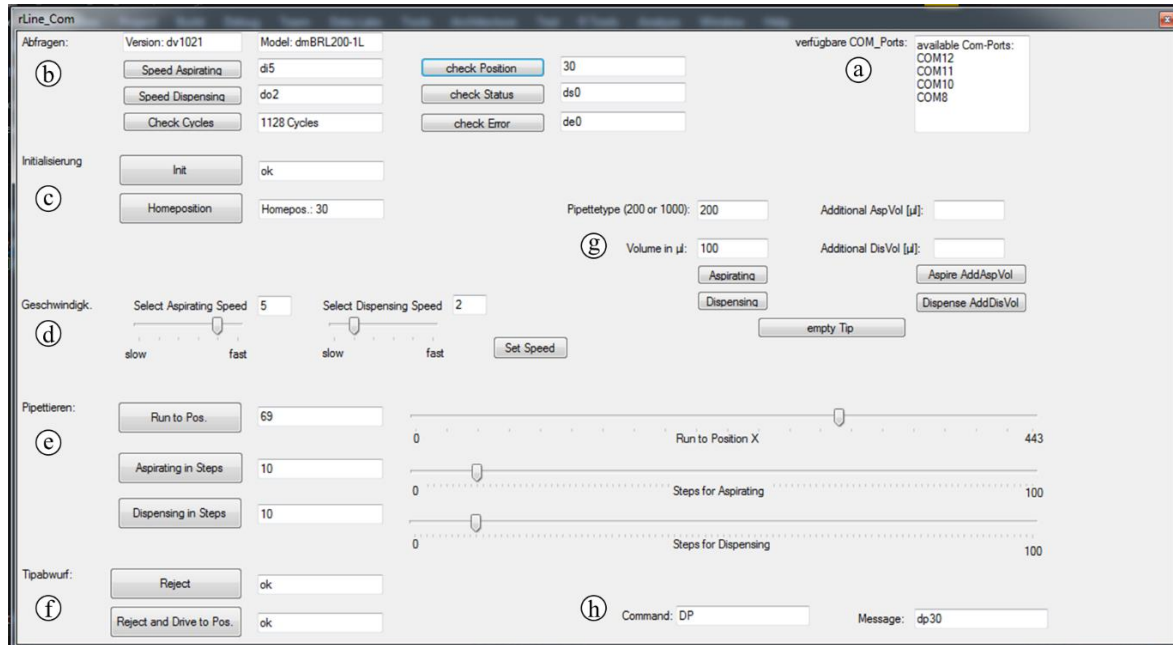 rLine_Com
Abfragen: Version: dv1021 Model: dmBRL200-1L verfügbare COM_Ports: available Com-Ports:
b Speed Aspirating di5 check Position 30 a COM12
COM11
Speed Dispensing do2 check Status ds0 COM10
COM8
Check Cycles 1128 Cycles check Error de0
Initialisierung Init ok
c Homeposition Homepos.: 30 Pipettetype (200 or 1000): 200 Additional AspVol [µl]:
g Volume in µl: 100 Additional DisVol [µl]:
Aspirating Aspire AddAspVol
Geschwindigk. Select Aspirating Speed 5 Select Dispensing Speed 2 Dispensing Dispense AddDisVol
d empty Tip
slow fast slow fast Set Speed
Pipettieren: Run to Pos. 69
e 0 Run to Position X 443
Aspirating in Steps 10
0 Steps for Aspirating 100
Dispensing in Steps 10
0 Steps for Dispensing 100
Tipabwurf: Reject ok
f h Command: DP Message: dp30
Reject and Drive to Pos. ok